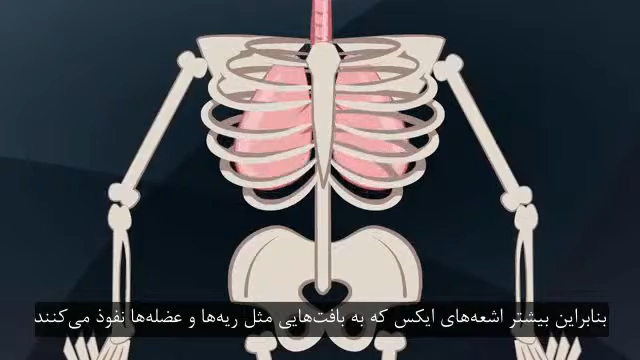 بنابراین بیشتر اشعه‌های ایکس که به بافت‌هایی مثل ریه‌ها و عضله‌ها نفوذ می‌کنند